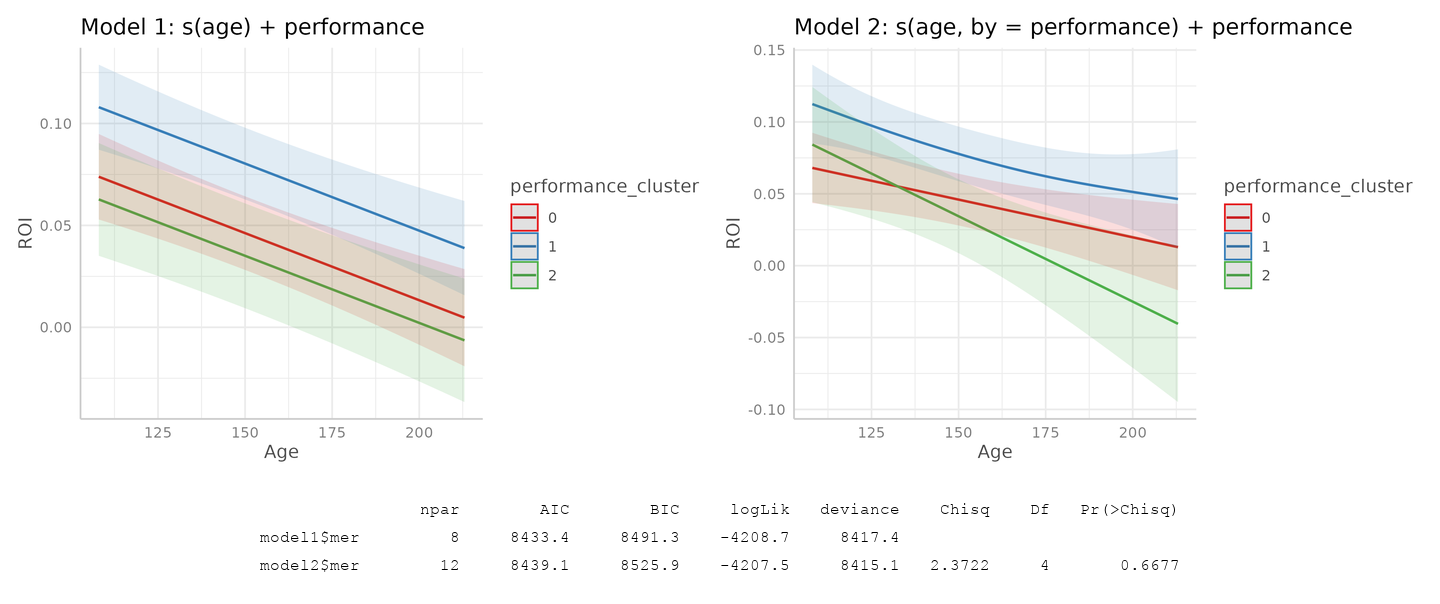 Model 1: s(age) + performance
0.10
0.05
0.00
ROI
125 150 175 200
Age
performance_cluster
0
1
2
Model 2: s(age, by = performance) + performance
0.15
0.10
0.05
0.00
-0.05
-0.10
ROI
125 150 175 200
Age
performance_cluster
0
1
2
npar AIC BIC logLik deviance Chisq Df Pr(>Chisq)
model1$mer 8 8433.4 8491.3 -4208.7 8417.4
model2$mer 12 8439.1 8525.9 -4207.5 8415.1 2.3722 4 0.6677